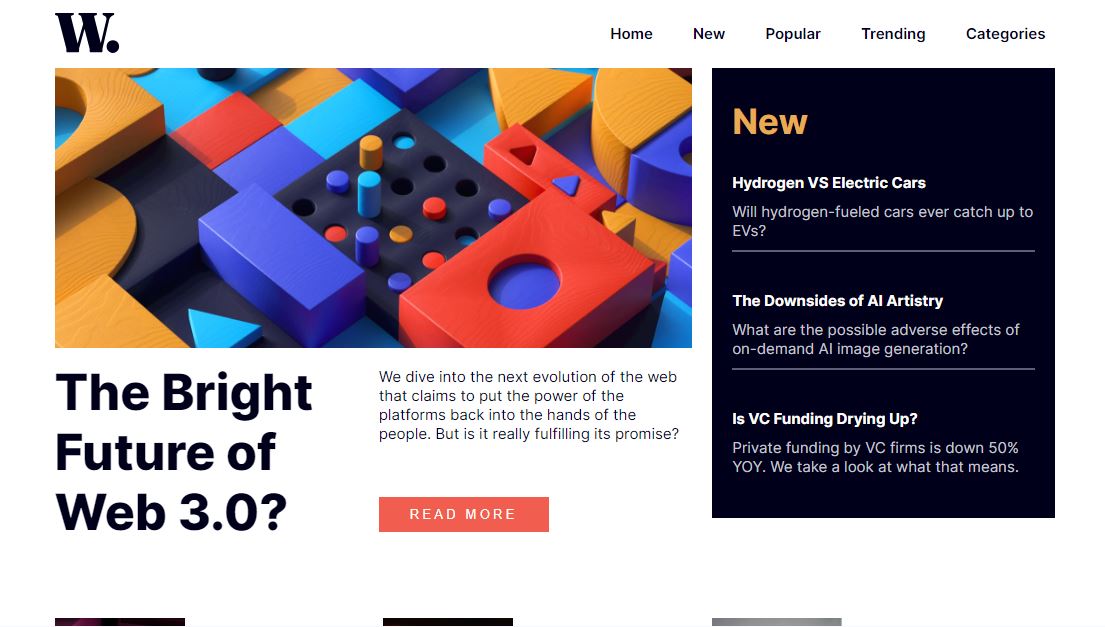 W.
Home New Popular Trending Categories
New
Hydrogen VS Electric Cars
Will hydrogen-fueled cars ever catch up to
EVs?
The Downsides of AI Artistry
What are the possible adverse effects of
on-demand AI image generation?
Is VC Funding Drying Up?
Private funding by VC firms is down 50%
YOY. We take a look at what that means.
The Bright
Future of
Web 3.0?
We dive into the next evolution of the web
that claims to put the power of the
platforms back into the hands of the
people. But is it really fulfilling its promise?
READ MORE